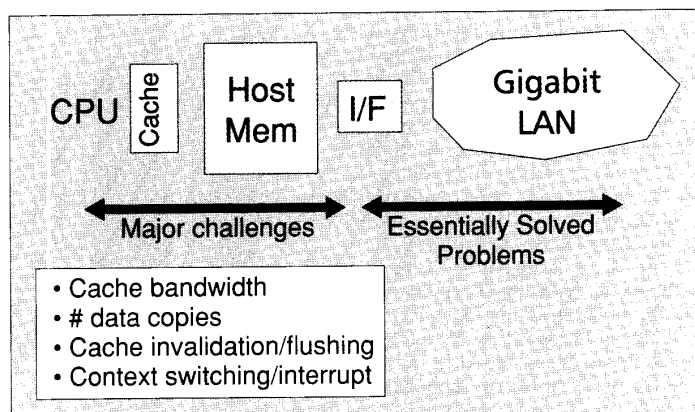 CPU
Cache
Host
Mem
I/F
Gigabit
LAN
Major challenges
Essentially Solved
Problems
• Cache bandwidth
• # data copies
• Cache invalidation/flushing
• Context switching/interrupt